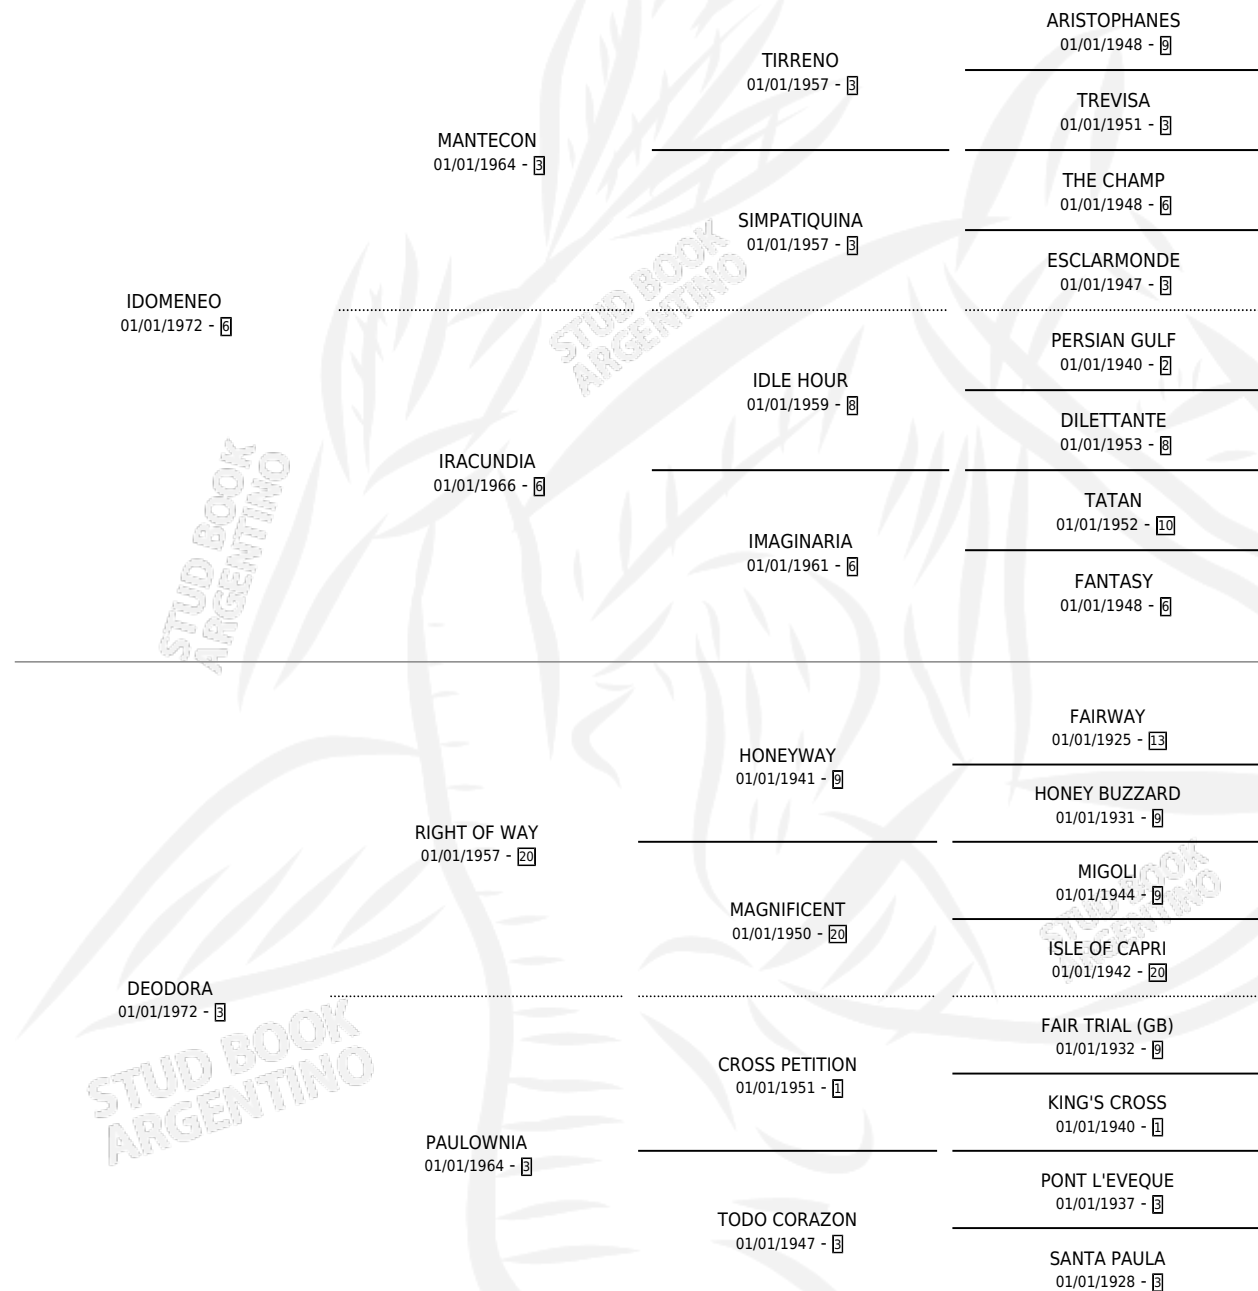 ARISTOPHANES
01/01/1948 - 9
TIRRENO
01/01/1957 - 3
TREVISA
01/01/1951 - 3
MANTECON
01/01/1964 - 3
THE CHAMP
01/01/1948 - 6
SIMPATIQUINA
01/01/1957 - 3
ESCLARMONDE
01/01/1947 - 3
IDOMENEO
01/01/1972 - 6
STUD BOOK
ARGENTINO
PERSIAN GULF
01/01/1940 - 2
IDLE HOUR
01/01/1959 - 8
DILETTANTE
01/01/1953 - 8
IRACUNDIA
01/01/1966 - 6
TATAN
01/01/1952 - 10
IMAGINARIA
01/01/1961 - 6
FANTASY
01/01/1948 - 6
STUD BOOK
ARGENTINO
FAIRWAY
01/01/1925 - 13
HONEYWAY
01/01/1941 - 9
HONEY BUZZARD
01/01/1931 - 9
RIGHT OF WAY
01/01/1957 - 20
MIGOLI
01/01/1944 - 9
MAGNIFICENT
01/01/1950 - 20
STUD BOOK
ARGENTINO
ISLE OF CAPRI
01/01/1942 - 20
DEODORA
01/01/1972 - 3
FAIR TRIAL (GB)
01/01/1932 - 9
CROSS PETITION
01/01/1951 - 1
STUD BOOK
ARGENTINO
KING'S CROSS
01/01/1940 - 1
PAULOWNIA
01/01/1964 - 3
PONT L'EVEQUE
01/01/1937 - 3
TODO CORAZON
01/01/1947 - 3
SANTA PAULA
01/01/1928 - 3